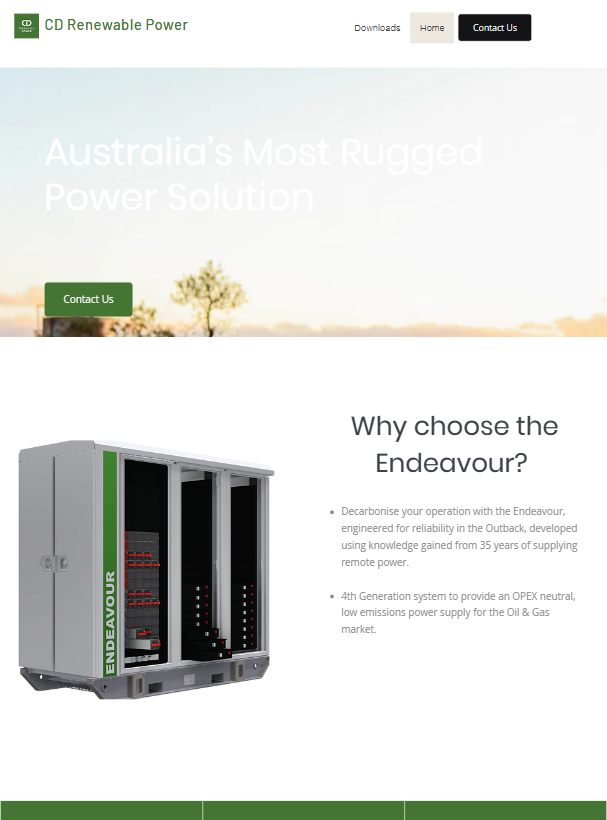 CD
CD Renewable Power
Downloads
Home
Contact Us
Australia's Most Rugged
Power Solution
Contact Us
Why choose the
Endeavour?
Decarbonise your operation with the Endeavour,
engineered for reliability in the Outback, developed
using knowledge gained from 35 years of supplying
remote power.
4th Generation system to provide an OPEX neutral,
low emissions power supply for the Oil & Gas
market.
ENDEAVOUR